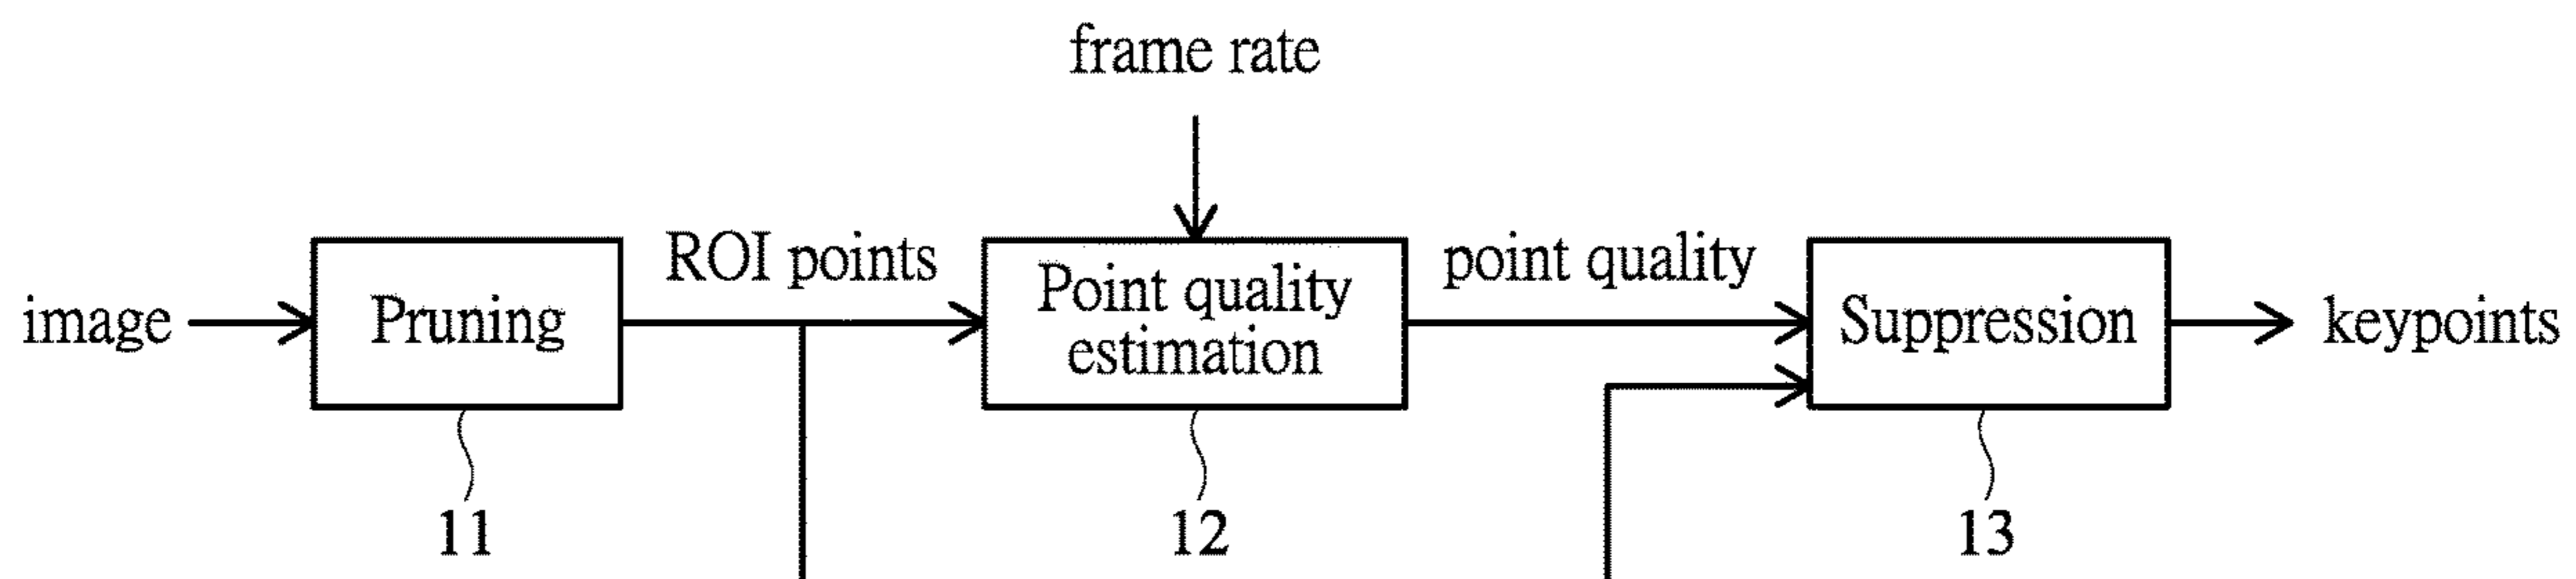 frame rate
image
Pruning
ROI points
Point quality
estimation
point quality
Suppression
keypoints
11
12
13